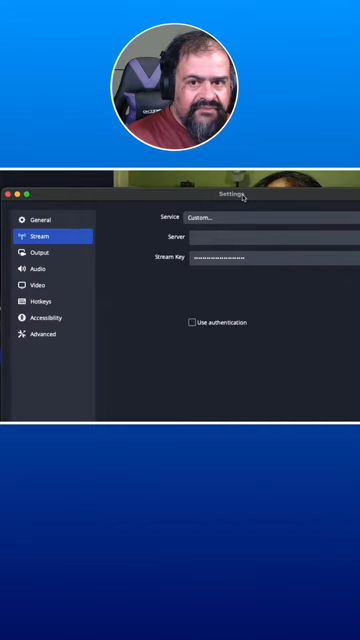 Settings
General
Stream
Output
Audio
Video
Hotkeys
Accessibility
Advanced
Service
Custom...
Server
Stream Key
••••••••••••••••••••••••
Use authentication